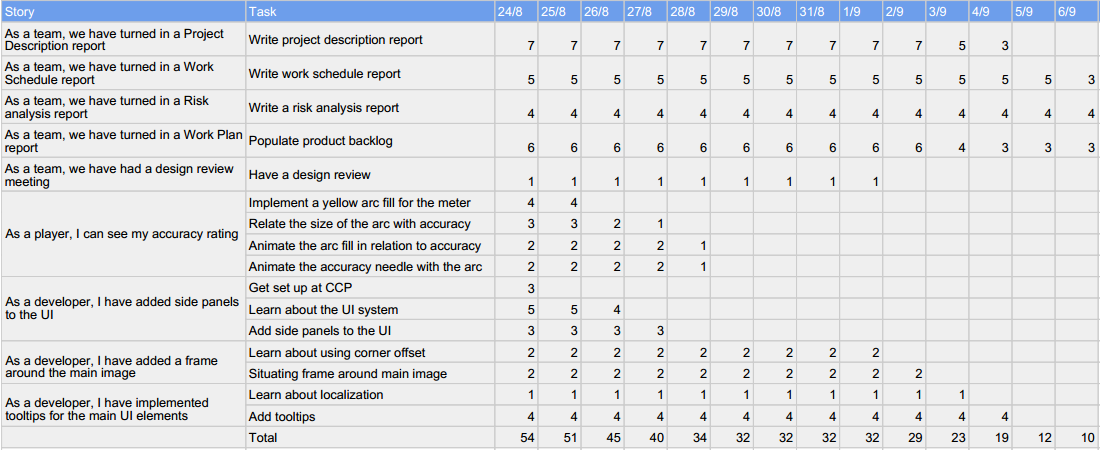 Story Task 24/8 25/8 26/8 27/8 28/8 29/8 30/8 31/8 1/9 2/9 3/9 4/9 5/9 6/9
As a team, we have turned in a Project
Description report
Write project description report 7 7 7 7 7 7 7 7 7 7 5 3
As a team, we have turned in a Work
Schedule report
Write work schedule report 5 5 5 5 5 5 5 5 5 5 5 5 5 3
As a team, we have turned in a Risk
analysis report
Write a risk analysis report 4 4 4 4 4 4 4 4 4 4 4 4 4 4
As a team, we have turned in a Work Plan
report
Populate product backlog 6 6 6 6 6 6 6 6 6 6 4 3 3 3
As a team, we have had a design review
meeting
Have a design review 1 1 1 1 1 1 1 1 1
As a player, I can see my accuracy rating
Implement a yellow arc fill for the meter 4 4
Relate the size of the arc with accuracy 3 3 2 1
Animate the arc fill in relation to accuracy 2 2 2 2 1
Animate the accuracy needle with the arc 2 2 2 2 1
As a developer, I have added side panels
to the UI
Get set up at CCP 3
Learn about the UI system 5 5 4
Add side panels to the UI 3 3 3 3
As a developer, I have added a frame
around the main image
Learn about using corner offset 2 2 2 2 2 2 2 2 2
Situating frame around main image 2 2 2 2 2 2 2 2 2 2
As a developer, I have implemented
tooltips for the main UI elements
Learn about localization 1 1 1 1 1 1 1 1 1 1 1
Add tooltips 4 4 4 4 4 4 4 4 4 4 4 4
Total 54 51 45 40 34 32 32 32 32 29 23 19 12 10